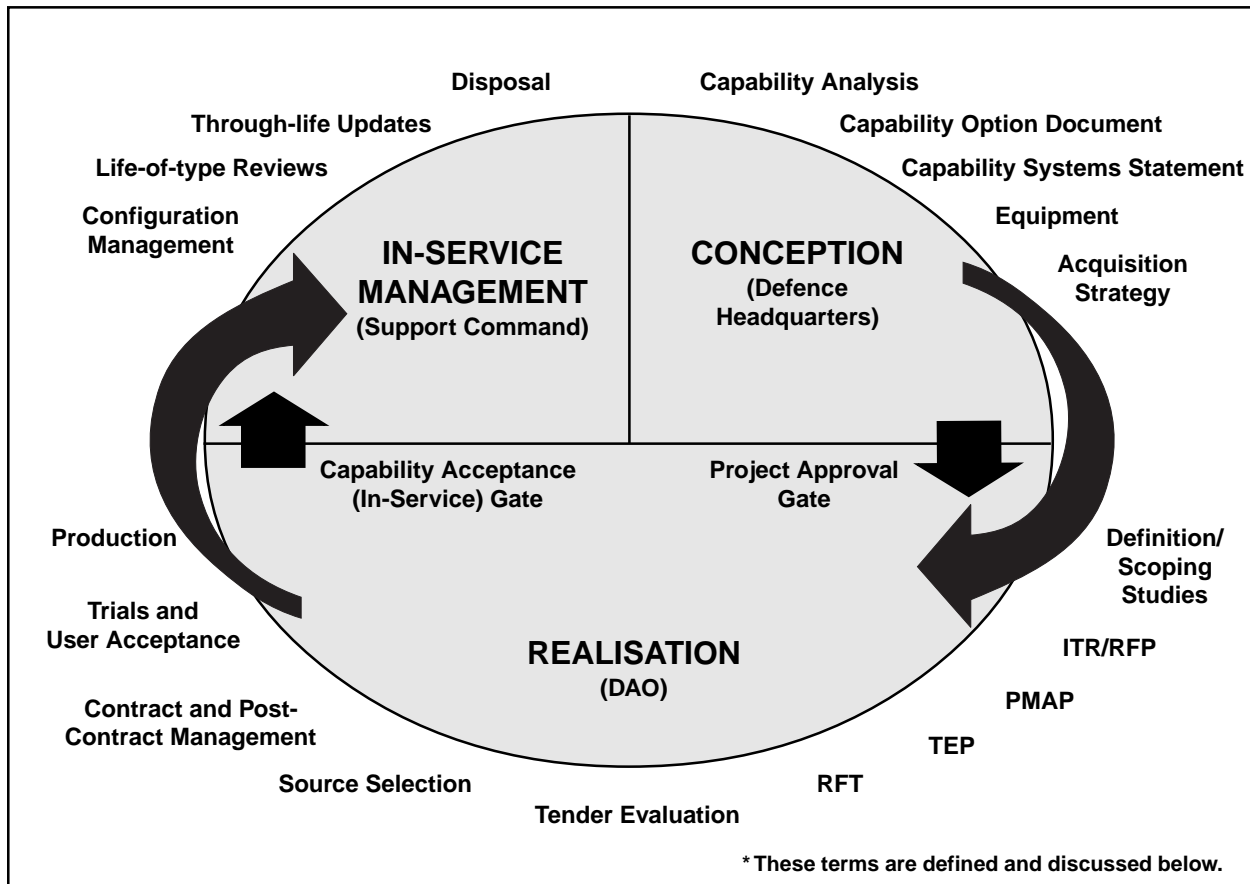 Disposal
Capability Analysis
Through-life Updates
Capability Option Document
Life-of-type Reviews
Capability Systems Statement
Configuration
Management
Equipment
IN-SERVICE
MANAGEMENT
(Support Command)
CONCEPTION
(Defence
Headquarters)
Acquisition
Strategy
Capability Acceptance
(In-Service) Gate
Project Approval
Gate
Production
Definition/
Scoping
Studies
Trials and
User Acceptance
REALISATION
(DAO)
ITR/RFP
PMAP
Contract and Post-
Contract Management
TEP
Source Selection
RFT
Tender Evaluation
* These terms are defined and discussed below.